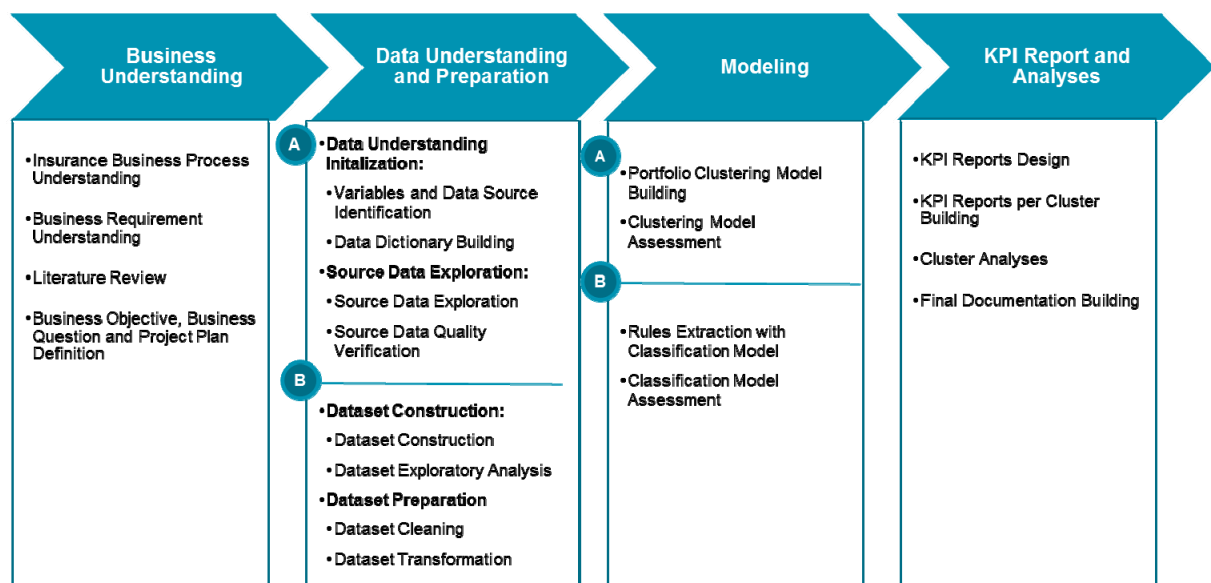 Business
Understanding
Data Understanding
and Preparation
Modeling
KPI Report and
Analyses
•Insurance Business Process
Understanding
•Business Requirement
Understanding
•Literature Review
•Business Objective, Business
Question and Project Plan
Definition
A
•Data Understanding
Initalization:
•Variables and Data Source
Identification
•Data Dictionary Building
•Source Data Exploration:
•Source Data Exploration
•Source Data Quality
Verification
B
•Dataset Construction:
•Dataset Construction
•Dataset Exploratory Analysis
•Dataset Preparation
•Dataset Cleaning
•Dataset Transformation
A
•Portfolio Clustering Model
Building
•Clustering Model
Assessment
B
•Rules Extraction with
Classification Model
•Classification Model
Assessment
•KPI Reports Design
•KPI Reports per Cluster
Building
•Cluster Analyses
•Final Documentation Building